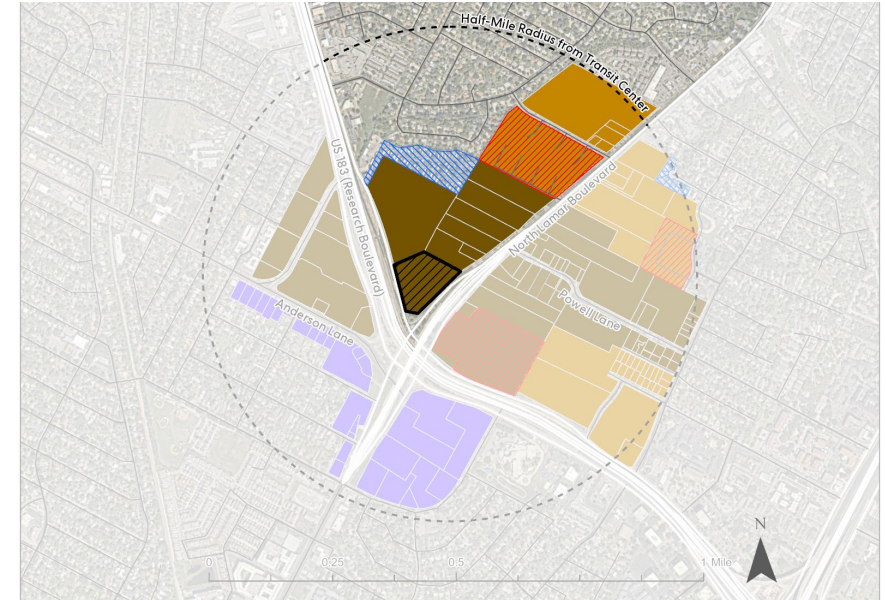 Half-Mile Radius from Transit Center
US 183 (Research Boulevard)
North Lamar Boulevard
Powell Lane
Anderson Lane
N
0 0.25 0.5 1 Mile